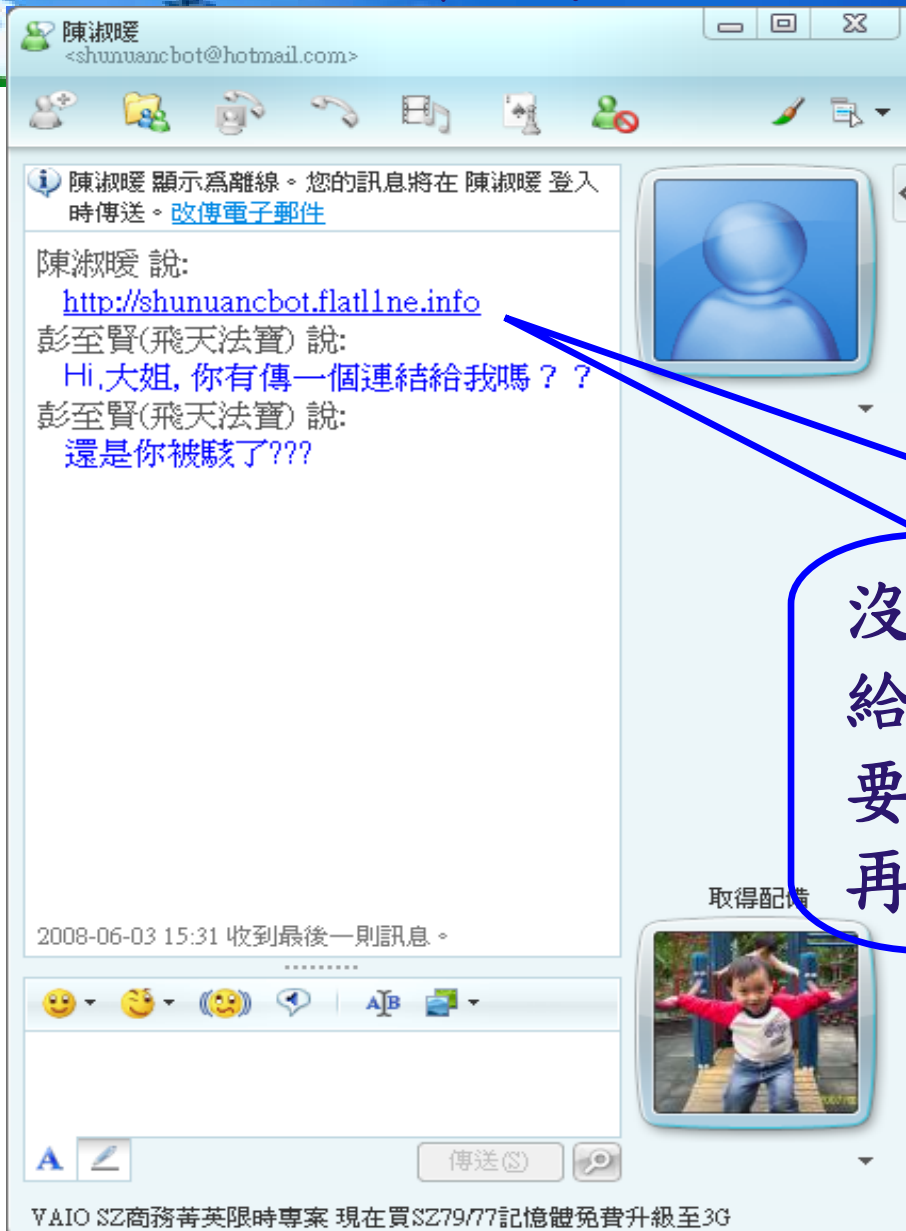 陳淑暖
<shunuancbot@hotmail.com>
陳淑暖 顯示為離線。您的訊息將在 陳淑暖 登入
時傳送。改傳電子郵件
陳淑暖 說:
http://shunuancbot.flatl1ne.info
彭至賢(飛天法寶) 說:
Hi,大姐, 你有傳一個連結給我嗎？？
彭至賢(飛天法寶) 說:
還是你被駭了???
沒
給
要
再
取得配備
2008-06-03 15:31 收到最後一則訊息。
A
傳送(S)
VAIO SZ商務菁英限時專案 現在買SZ79/77記憶體免費升級至3G